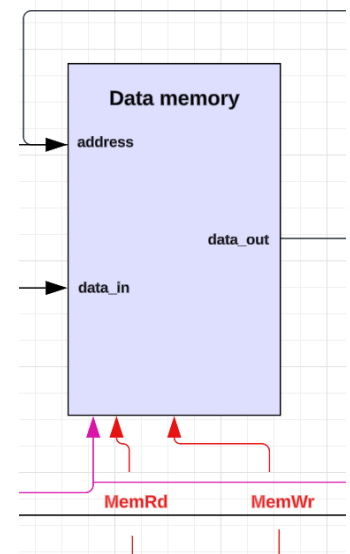 Data memory
address
data_out
data_in
MemRd
MemWr